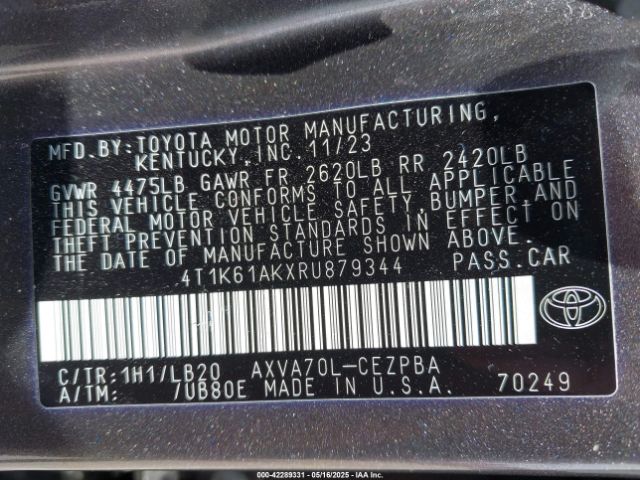 MFD.BY:TOYOTA MOTOR MANUFACTURING,
KENTUCKY,INC. 11/23
GVWR 4475LB GAWR FR 2620LB RR 2420LB
THIS VEHICLE CONFORMS TO ALL APPLICABLE
FEDERAL MOTOR VEHICLE SAFETY, BUMPER,AND
THEFT PREVENTION STANDARDS IN EFFECT ON
THE DATE OF MANUFACTURE SHOWN ABOVE.
4T1K61AKXRU879344 PASS.CAR
C/TR:1H1/LB20 AXVA70L-CEZPBA
A/TM: /UB80E MADE IN U.S.A. 70249
000-42289331 - 05/16/2025 - IAA Inc.